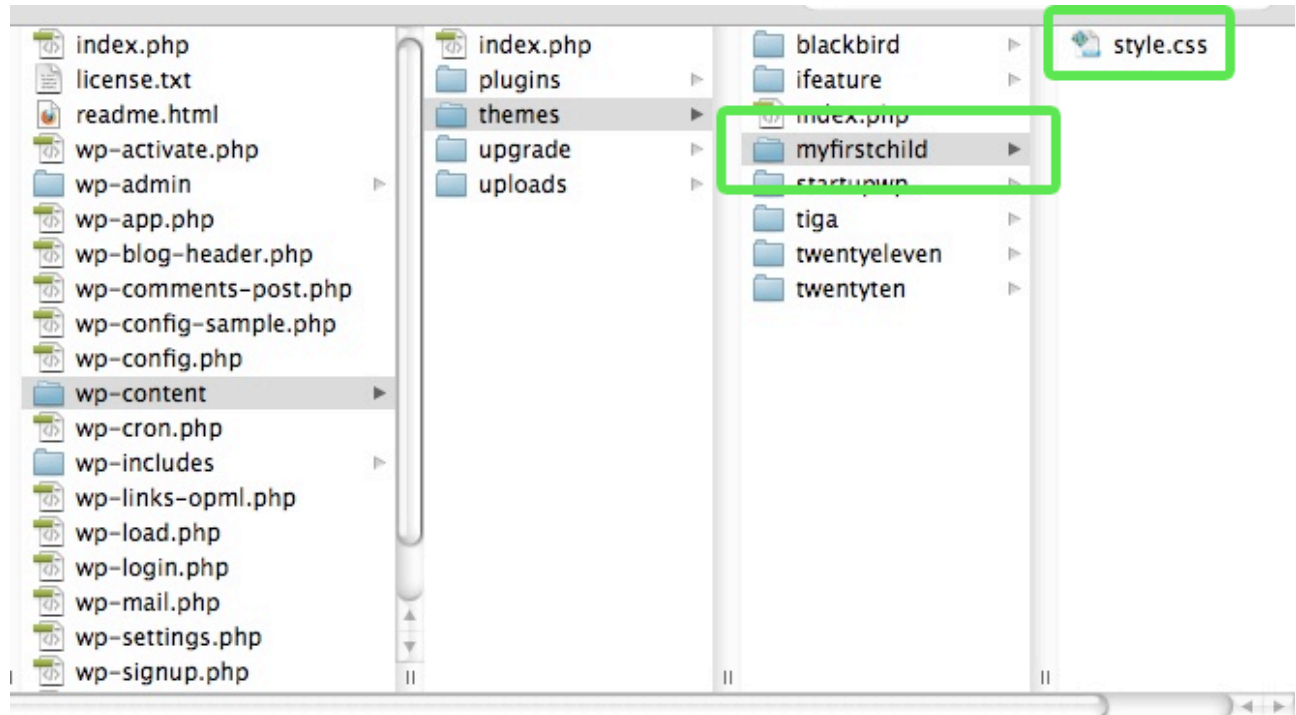 index.php
license.txt
readme.html
wp-activate.php
wp-admin
wp-app.php
wp-blog-header.php
wp-comments-post.php
wp-config-sample.php
wp-config.php
wp-content
wp-cron.php
wp-includes
wp-links-opml.php
wp-load.php
wp-login.php
wp-mail.php
wp-settings.php
wp-signup.php
index.php
plugins
themes
upgrade
uploads
blackbird
ifeature
index.php
myfirstchild
startupwp
tiga
twentyeleven
twentyten
style.css